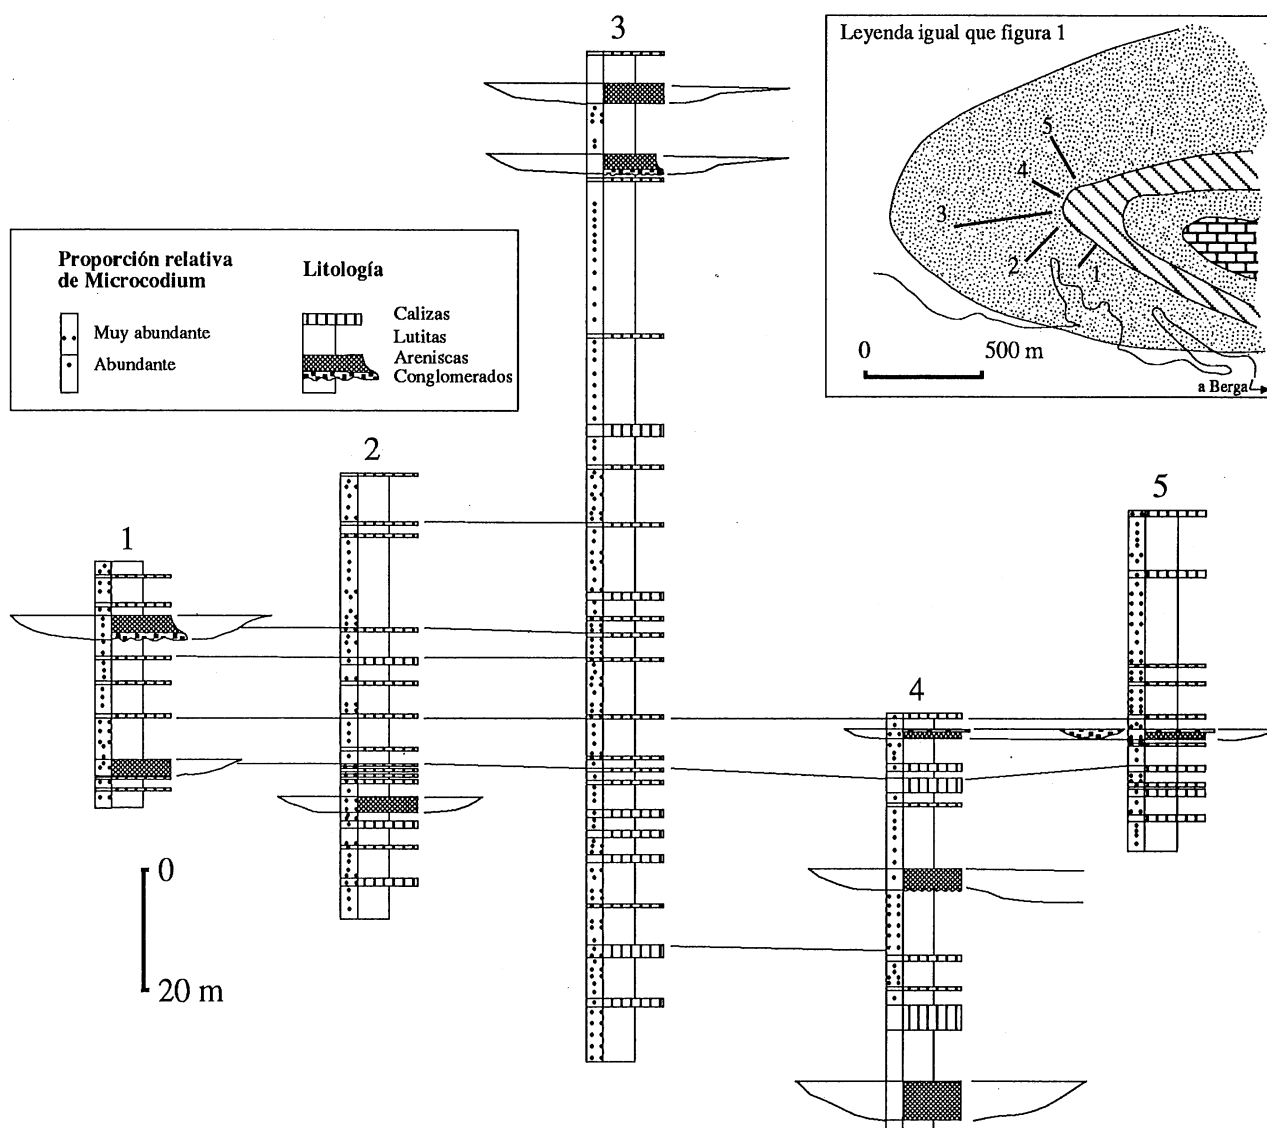 3
Leyenda igual que figura 1
5
4
3
2
1
0
500 m
a Berga
Proporción relativa
de Microcodium
Muy abundante
Abundante
Litología
Calizas
Lutitas
Areniscas
Conglomerados
2
5
1
4
0
20 m